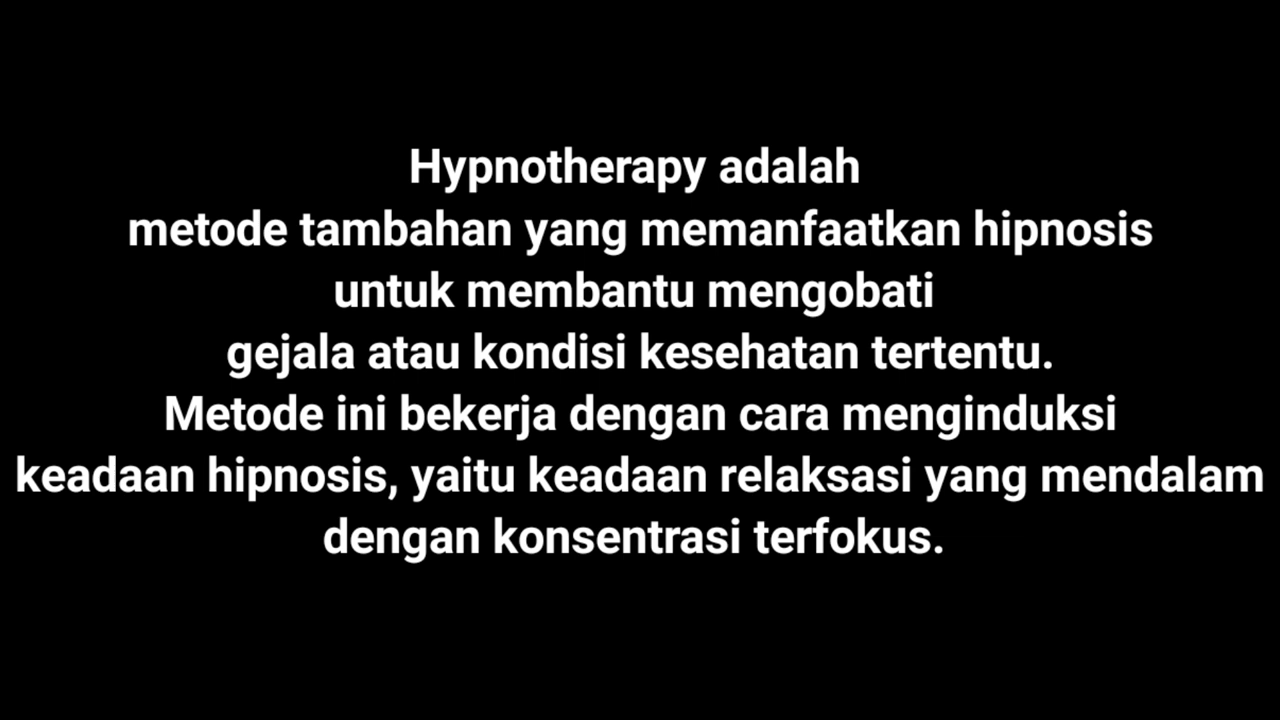 Hypnotherapy adalah
metode tambahan yang memanfaatkan hipnosis
untuk membantu mengobati
gejala atau kondisi kesehatan tertentu.
Metode ini bekerja dengan cara menginduksi
keadaan hipnosis, yaitu keadaan relaksasi yang mendalam
dengan konsentrasi terfokus.